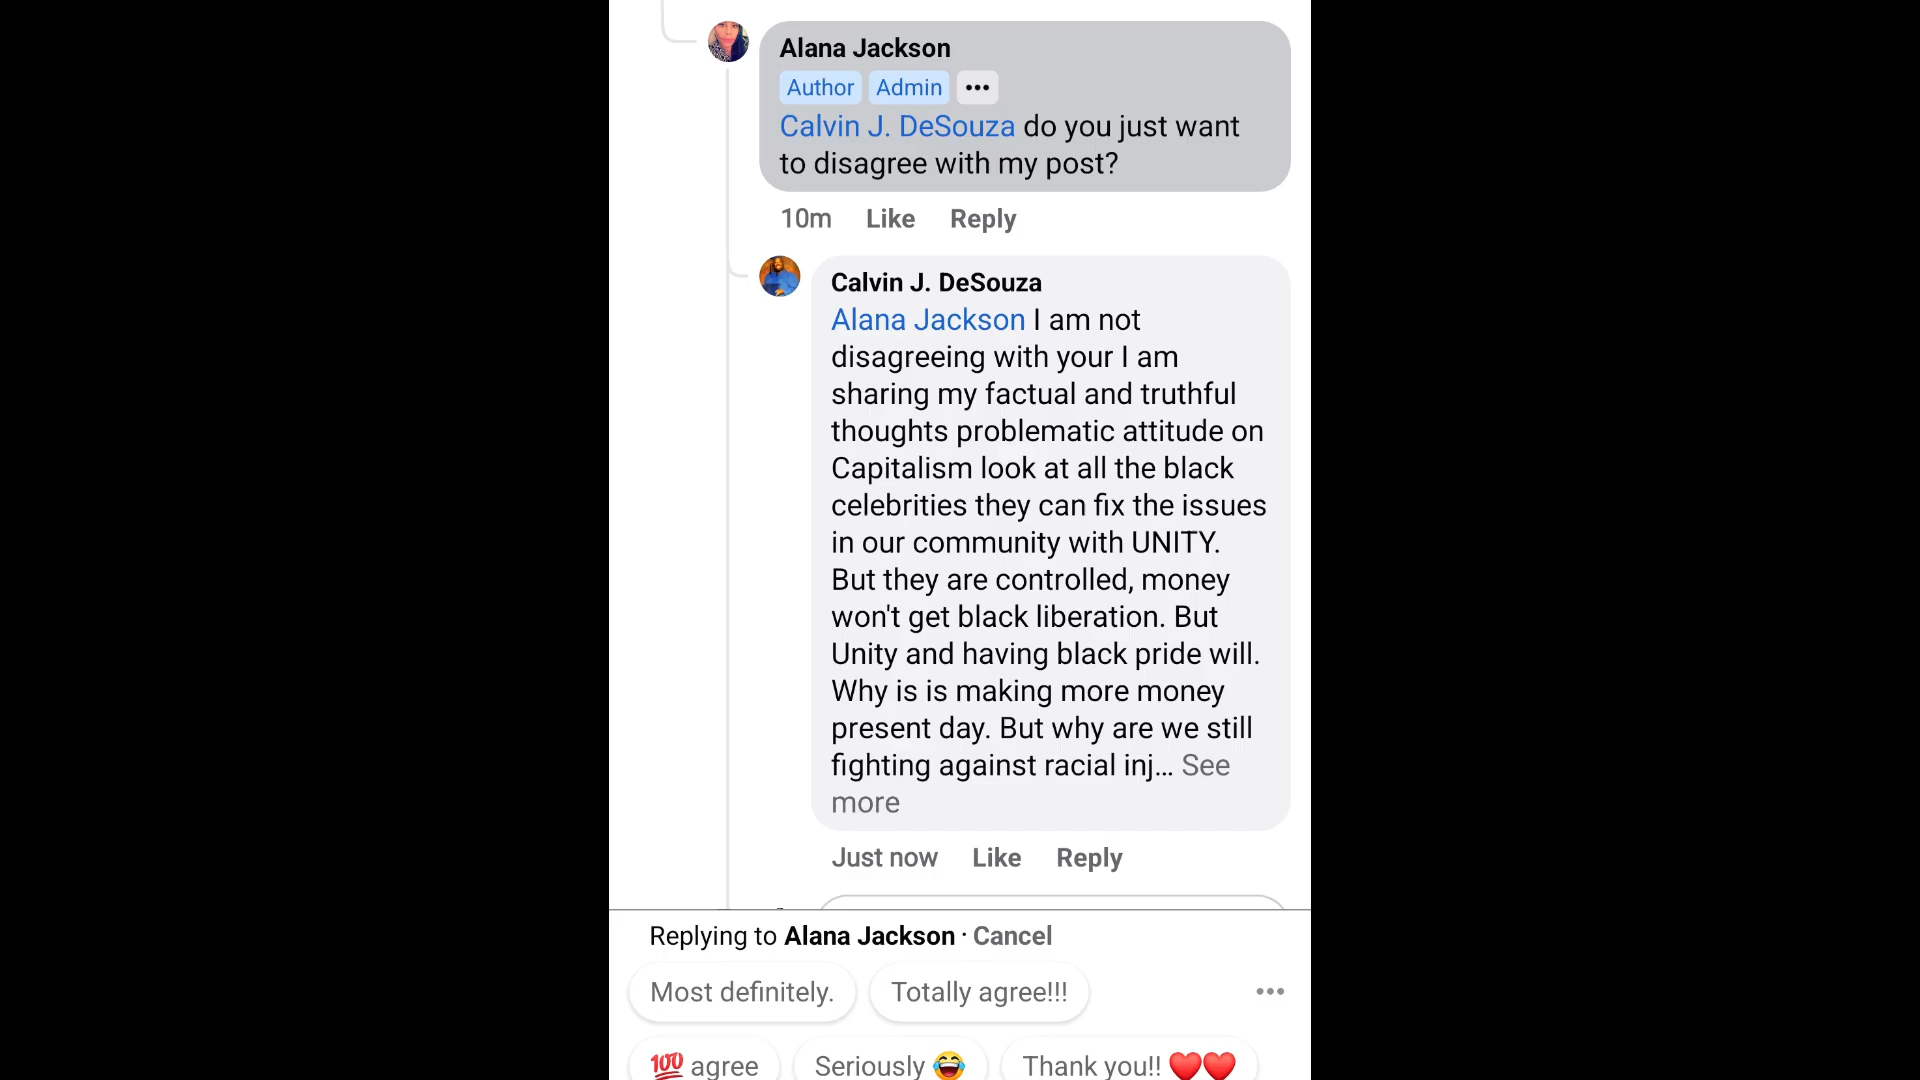 Alana Jackson
Author Admin •••
Calvin J. DeSouza do you just want
to disagree with my post?
10m Like Reply
Calvin J. DeSouza
Alana Jackson I am not
disagreeing with your I am
sharing my factual and truthful
thoughts problematic attitude on
Capitalism look at all the black
celebrities they can fix the issues
in our community with UNITY.
But they are controlled, money
won't get black liberation. But
Unity and having black pride will.
Why is is making more money
present day. But why are we still
fighting against racial inj... See
more
Just now Like Reply
Replying to Alana Jackson · Cancel
Most definitely. Totally agree!!! •••
💯 agree Seriously 😂 Thank you!! ❤️❤️